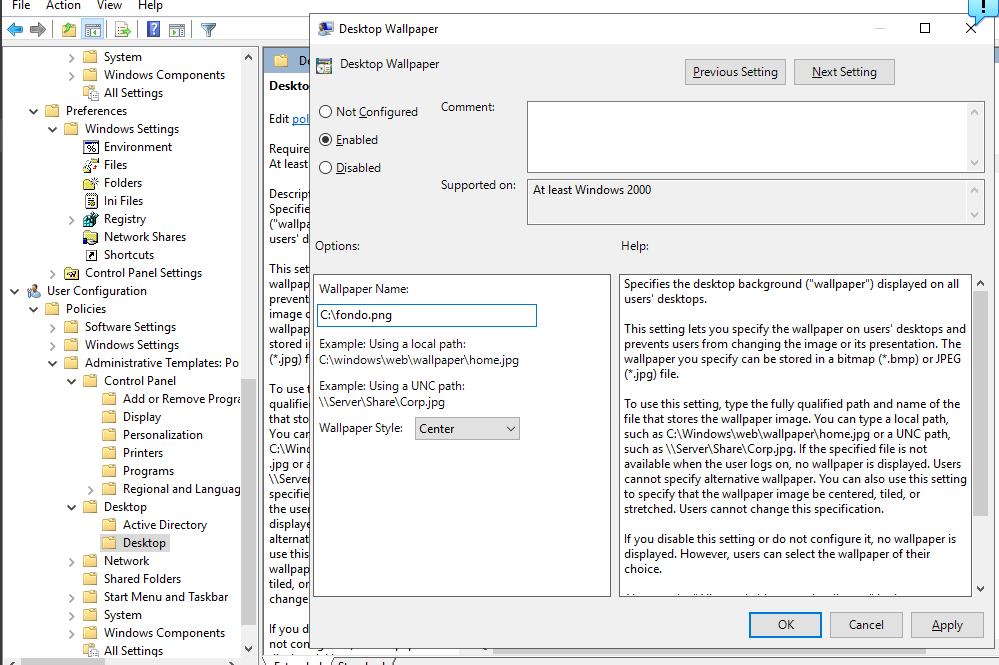 File Action View Help
System
Windows Components
All Settings
Preferences
Windows Settings
Environment
Files
Folders
Ini Files
Registry
Network Shares
Shortcuts
Control Panel Settings
User Configuration
Policies
Software Settings
Windows Settings
Administrative Templates: Po
Control Panel
Add or Remove Progra
Display
Personalization
Printers
Programs
Regional and Languag
Desktop
Active Directory
Desktop
Network
Shared Folders
Start Menu and Taskbar
System
Windows Components
All Settings
Deskto
Edit pol
Require
At least
Descript
Specifie
("wallpa
users' d
This set
wallpap
prevent
image o
wallpap
stored i
(*.jpg) f
To use t
qualifie
that sto
You can
C:\Wind
.jpg or a
\\Server
specifie
the user
displaye
alternat
use this
wallpap
tiled, or
change
If you d
not con
Desktop Wallpaper
Desktop Wallpaper
Previous Setting
Next Setting
Not Configured
Enabled
Disabled
Comment:
Supported on:
At least Windows 2000
Options:
Help:
Wallpaper Name:
C:\fondo.png
Example: Using a local path:
C:\windows\web\wallpaper\home.jpg
Example: Using a UNC path:
\\Server\Share\Corp.jpg
Wallpaper Style: Center
Specifies the desktop background ("wallpaper") displayed on all
users' desktops.
This setting lets you specify the wallpaper on users' desktops and
prevents users from changing the image or its presentation. The
wallpaper you specify can be stored in a bitmap (*.bmp) or JPEG
(*.jpg) file.
To use this setting, type the fully qualified path and name of the
file that stores the wallpaper image. You can type a local path,
such as C:\Windows\web\wallpaper\home.jpg or a UNC path,
such as \\Server\Share\Corp.jpg. If the specified file is not
available when the user logs on, no wallpaper is displayed. Users
cannot specify alternative wallpaper. You can also use this setting
to specify that the wallpaper image be centered, tiled, or
stretched. Users cannot change this specification.
If you disable this setting or do not configure it, no wallpaper is
displayed. However, users can select the wallpaper of their
choice.
OK
Cancel
Apply